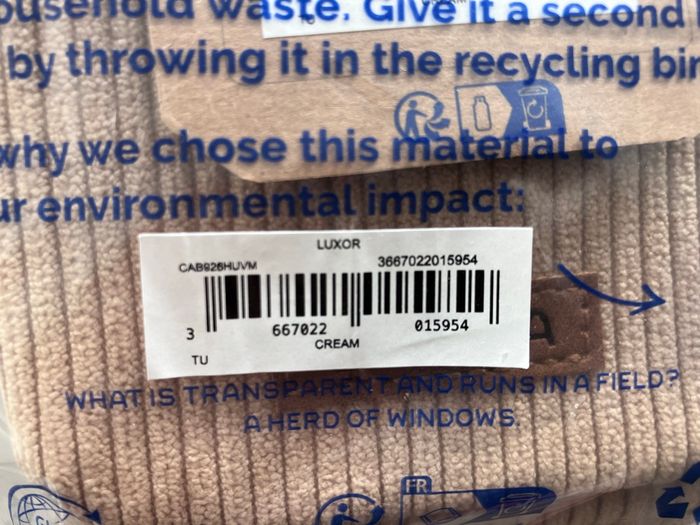 waste. Give it a second
by throwing it in the recycling bin
why we chose this material to
ur environmental impact:
LUXOR
CAB926HUVM 3667022015954
3 667022 015954
CREAM
TU
WHAT IS TRANSPARENT AND RUNS IN A FIELD?
A HERD OF WINDOWS.
FR